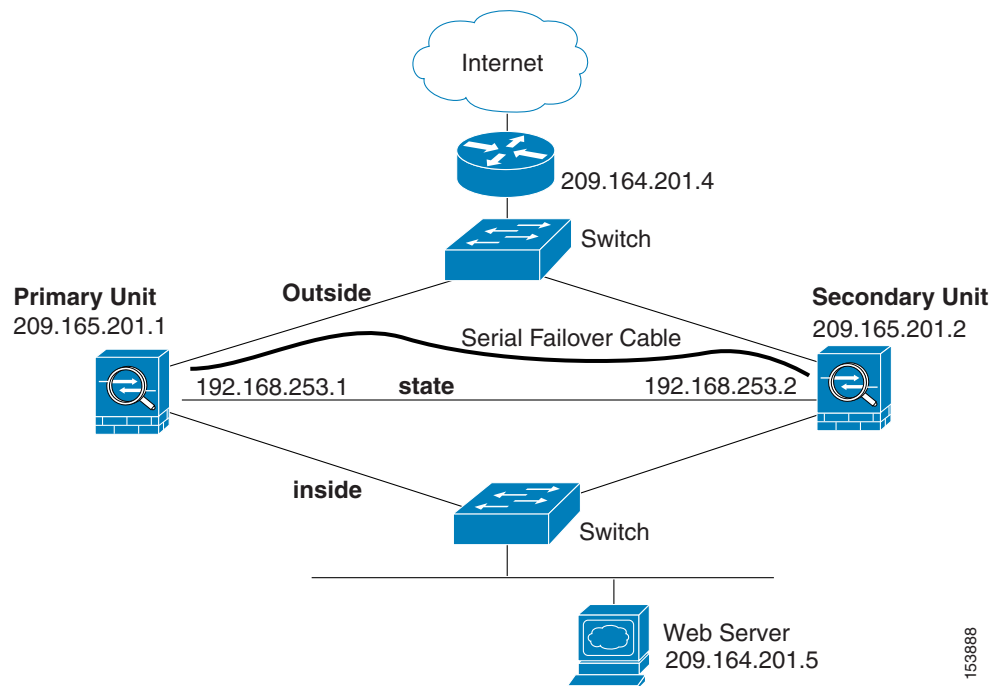 Internet
209.164.201.4
Switch
Outside
Primary Unit
209.165.201.1
Secondary Unit
209.165.201.2
Serial Failover Cable
192.168.253.1
state
192.168.253.2
inside
Switch
Web Server
209.164.201.5
153888